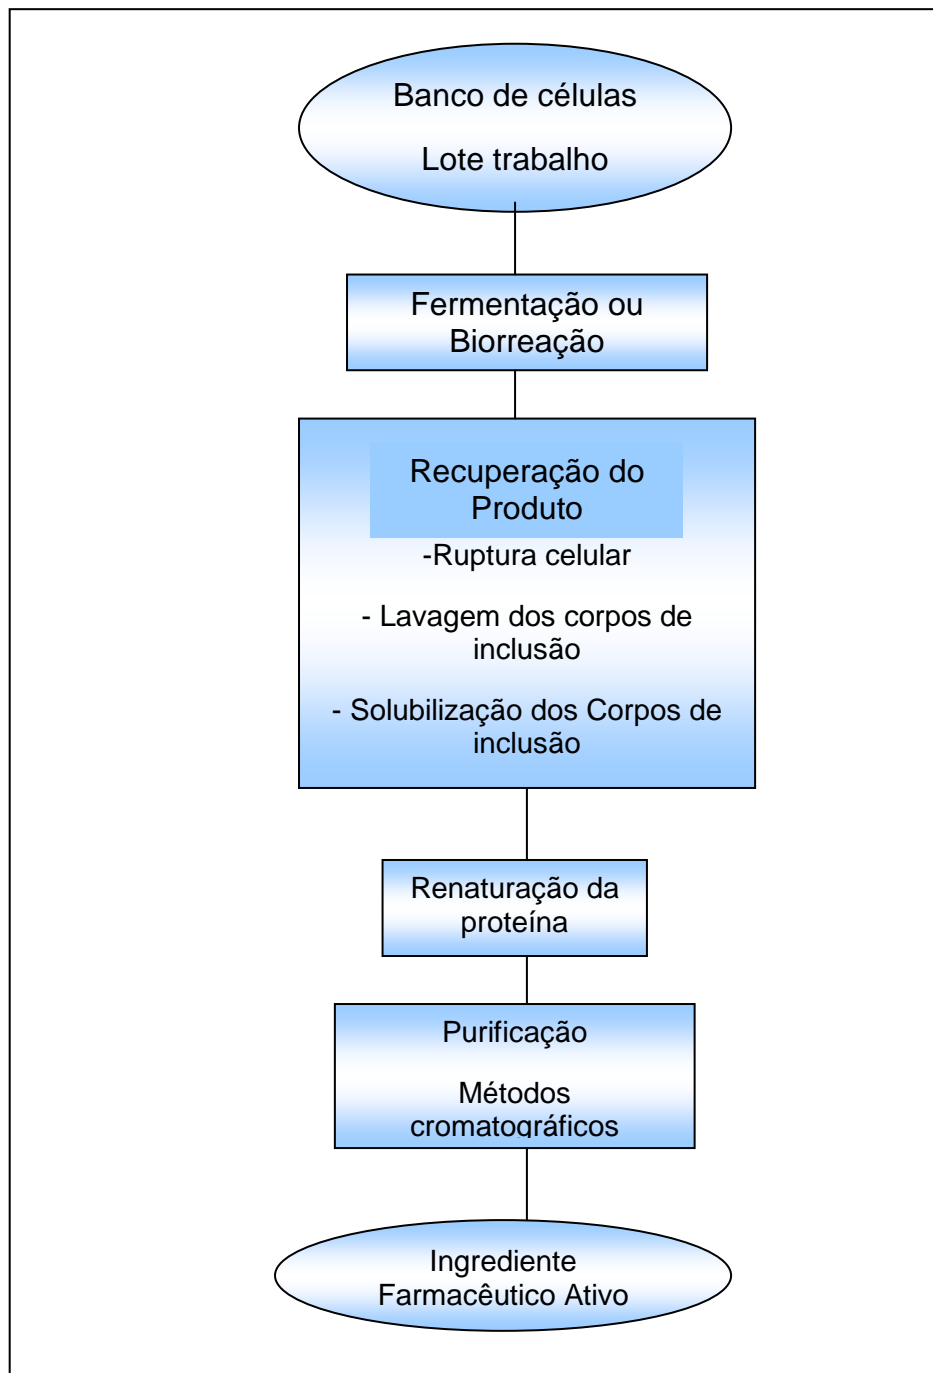 Banco de células
Lote trabalho
Fermentação ou
Biorreação
Recuperação do
Produto
-Ruptura celular
- Lavagem dos corpos de
inclusão
- Solubilização dos Corpos de
inclusão
Renaturação da
proteína
Purificação
Métodos
cromatográficos
Ingrediente
Farmacêutico Ativo